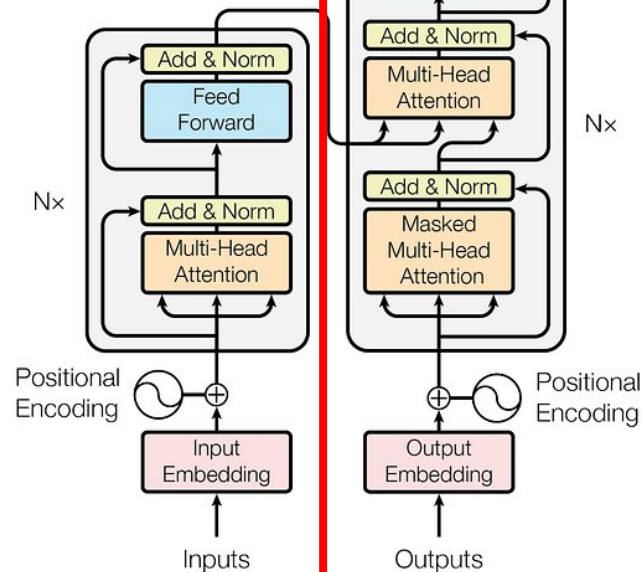 Add & Norm
Feed
Forward
Add & Norm
Multi-Head
Attention
Nx
Positional
Encoding
Input
Embedding
Inputs
Add & Norm
Multi-Head
Attention
Nx
Add & Norm
Masked
Multi-Head
Attention
Positional
Encoding
Output
Embedding
Outputs